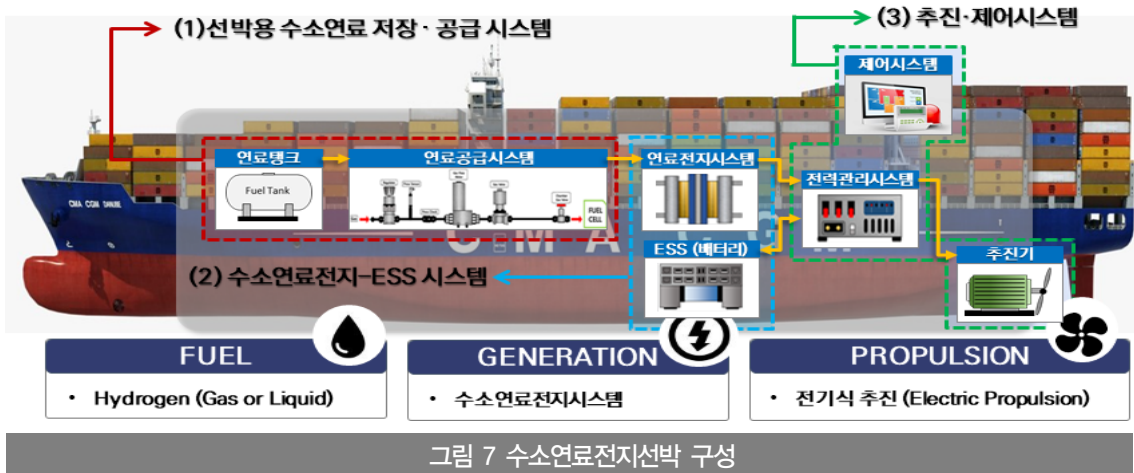 (1)선박용 수소연료 저장 · 공급 시스템
(3) 추진·제어시스템
제어시스템
연료탱크
연료공급시스템
연료전지시스템
전력관리시스템
Fuel Tank
FUEL
CELL
CMA CGM DANUBE
C M A C G
ESS (배터리)
추진기
(2) 수소연료전지-ESS 시스템
FUEL
GENERATION
PROPULSION
• Hydrogen (Gas or Liquid)
• 수소연료전지시스템
• 전기식 추진 (Electric Propulsion)
그림 7 수소연료전지선박 구성